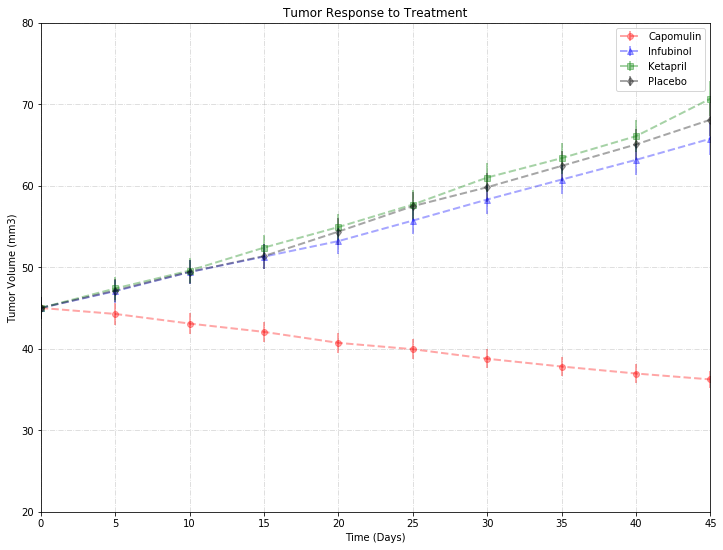 Tumor Response to Treatment
Capomulin
Infubinol
Ketapril
Placebo
Tumor Volume (mm3)
80
70
60
50
40
30
20
0 5 10 15 20 25 30 35 40 45
Time (Days)